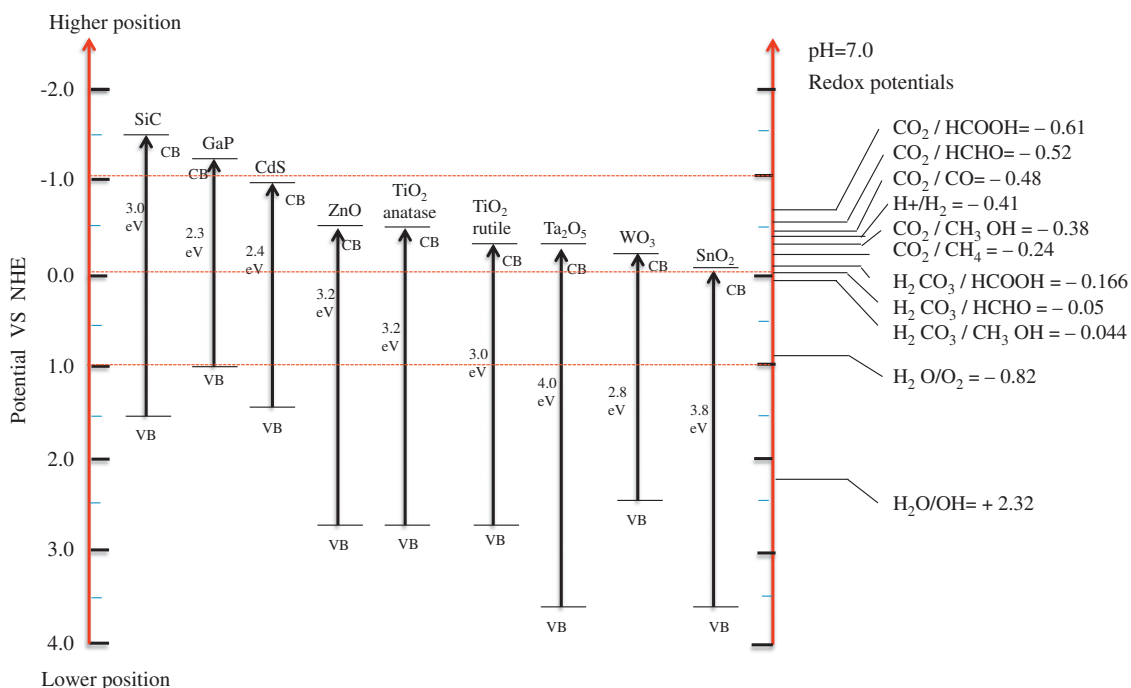 Higher position
pH=7.0
Redox potentials
Potential VS NHE
-2.0
-1.0
0.0
1.0
2.0
3.0
4.0
SiC
CB
3.0
eV
VB
GaP
CB
2.3
eV
VB
CdS
CB
2.4
eV
VB
ZnO
CB
3.2
eV
VB
TiO2
anatase
CB
3.2
eV
VB
TiO2
rutile
CB
3.0
eV
VB
Ta2O5
CB
4.0
eV
VB
WO3
CB
2.8
eV
VB
SnO2
CB
3.8
eV
VB
CO2 / HCOOH= − 0.61
CO2 / HCHO= − 0.52
CO2 / CO= − 0.48
H+/H2 = − 0.41
CO2 / CH3 OH = − 0.38
CO2 / CH4 = − 0.24
H2 CO3 / HCOOH = − 0.166
H2 CO3 / HCHO = − 0.05
H2 CO3 / CH3 OH = − 0.044
H2 O/O2 = − 0.82
H2O/OH= + 2.32
Lower position